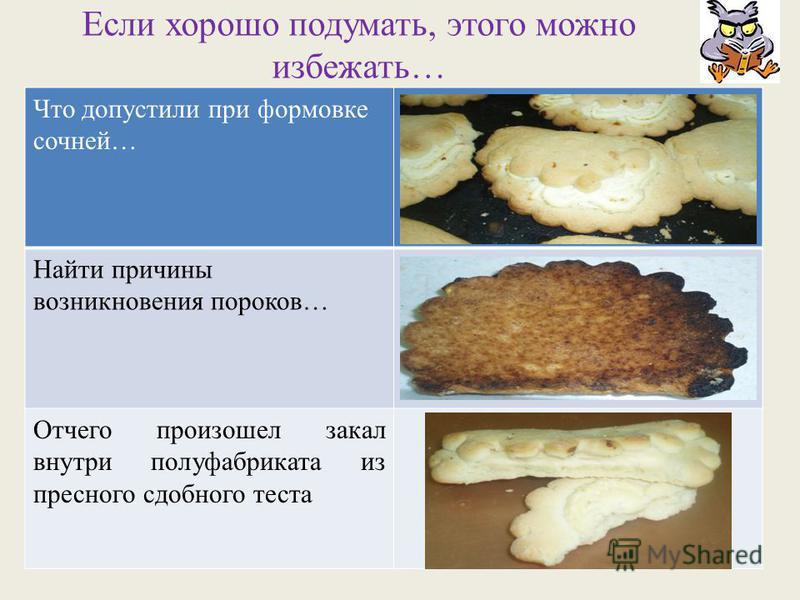 Если хорошо подумать, этого можно
избежать…
Что допустили при формовке
сочней…
Найти причины
возникновения пороков…
Отчего произошел закал
внутри полуфабриката из
пресного сдобного теста
MyShared